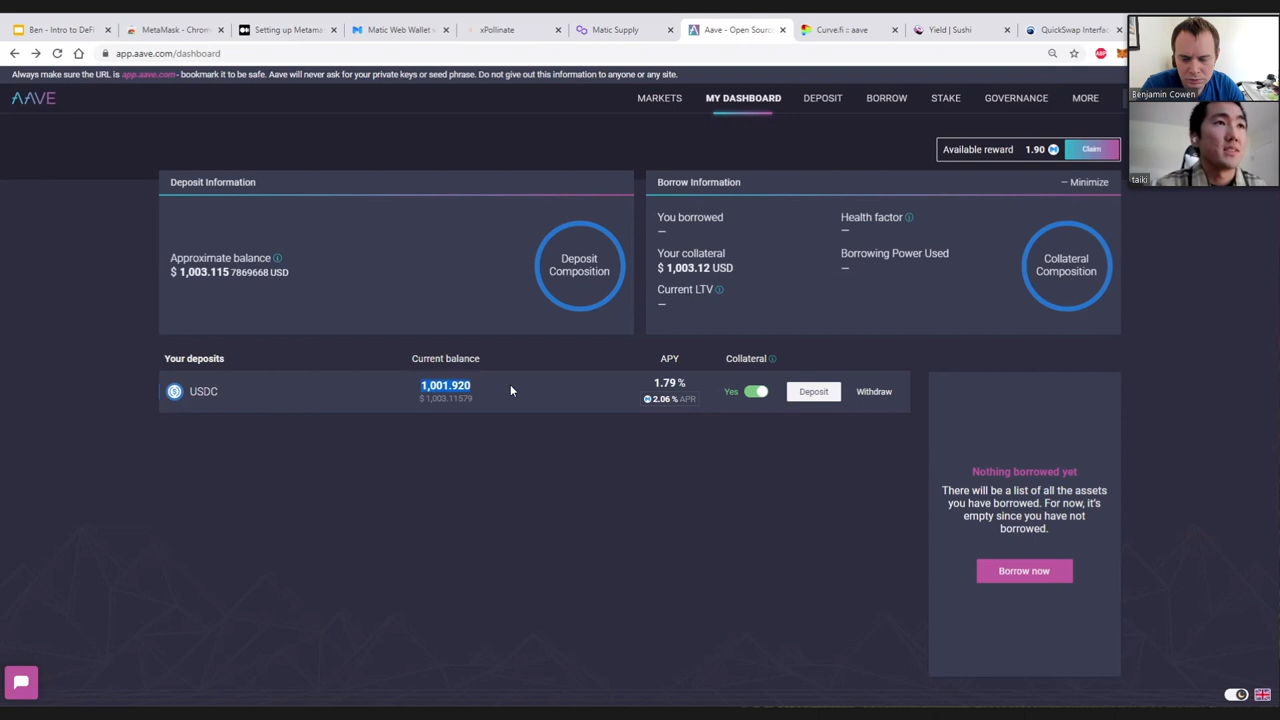 Ben - Intro to DeFi
MetaMask - Chrom
Setting up Metama
Matic Web Wallet v
xPollinate
Matic Supply
Aave - Open Sourc
Curve.fi :: aave
Yield | Sushi
QuickSwap Interfac
app.aave.com/dashboard
ABP
Always make sure the URL is app.aave.com - bookmark it to be safe. Aave will never ask for your private keys or seed phrase. Do not give out this information to anyone or any site.
AAVE
MARKETS
MY DASHBOARD
DEPOSIT
BORROW
STAKE
GOVERNANCE
MORE
Benjamin Cowen
taiki
Available reward 1.90 Claim
Deposit Information
Approximate balance
$ 1,003.115 7869668 USD
Deposit
Composition
Borrow Information
— Minimize
You borrowed
—
Your collateral
$ 1,003.12 USD
Current LTV
—
Health factor
—
Borrowing Power Used
—
Collateral
Composition
Your deposits
Current balance
APY
Collateral
USDC
1,001.920
$ 1,003.11579
1.79 %
2.06 % APR
Yes
Deposit
Withdraw
Nothing borrowed yet
There will be a list of all the assets
you have borrowed. For now, it's
empty since you have not
borrowed.
Borrow now